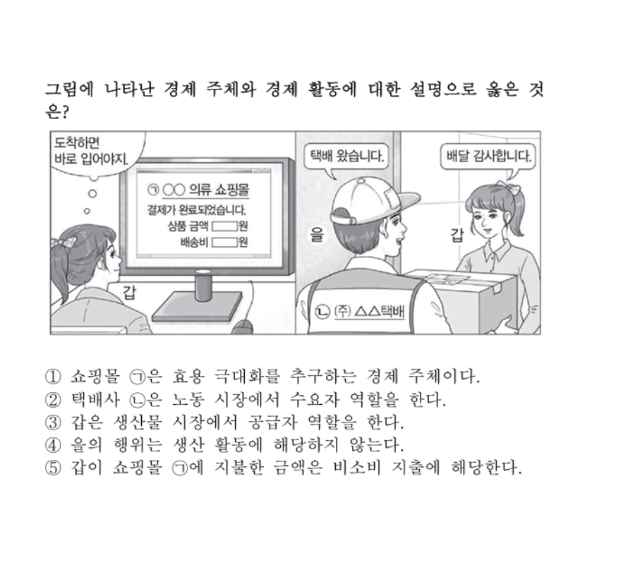 그림에 나타난 경제 주체와 경제 활동에 대한 설명으로 옳은 것
은?
도착하면
바로 입어야지.
㉠ ○○ 의류 쇼핑몰
결제가 완료되었습니다.
상품 금액 원
배송비 원
갑
택배 왔습니다.
배달 감사합니다.
을
갑
㉡ (주) △△택배
① 쇼핑몰 ㉠은 효용 극대화를 추구하는 경제 주체이다.
② 택배사 ㉡은 노동 시장에서 수요자 역할을 한다.
③ 갑은 생산물 시장에서 공급자 역할을 한다.
④ 을의 행위는 생산 활동에 해당하지 않는다.
⑤ 갑이 쇼핑몰 ㉠에 지불한 금액은 비소비 지출에 해당한다.